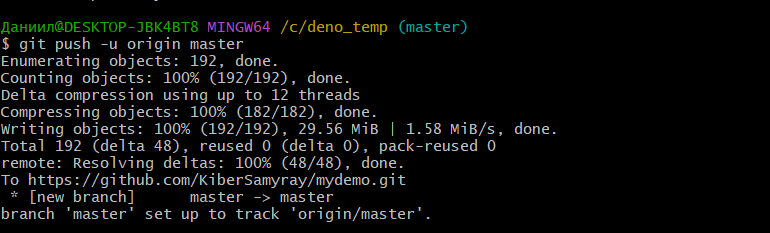 Даниил@DESKTOP-JBK4BT8 MINGW64 /c/deno_temp (master)
$ git push -u origin master
Enumerating objects: 192, done.
Counting objects: 100% (192/192), done.
Delta compression using up to 12 threads
Compressing objects: 100% (182/182), done.
Writing objects: 100% (192/192), 29.56 MiB | 1.58 MiB/s, done.
Total 192 (delta 48), reused 0 (delta 0), pack-reused 0
remote: Resolving deltas: 100% (48/48), done.
To https://github.com/KiberSamyray/mydemo.git
 * [new branch]      master -> master
branch 'master' set up to track 'origin/master'.